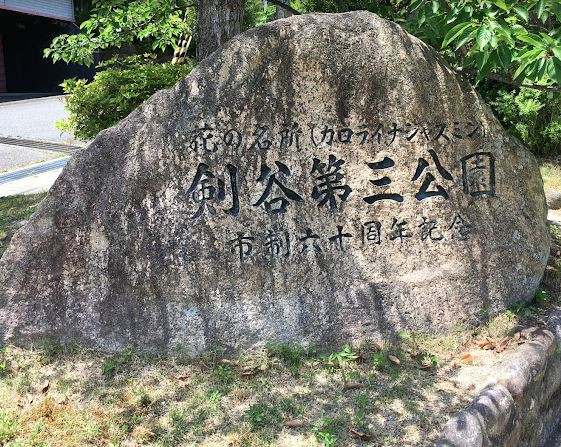 花の名所(カロライナジャスミン)
剣谷第三公園
市制六十周年記念